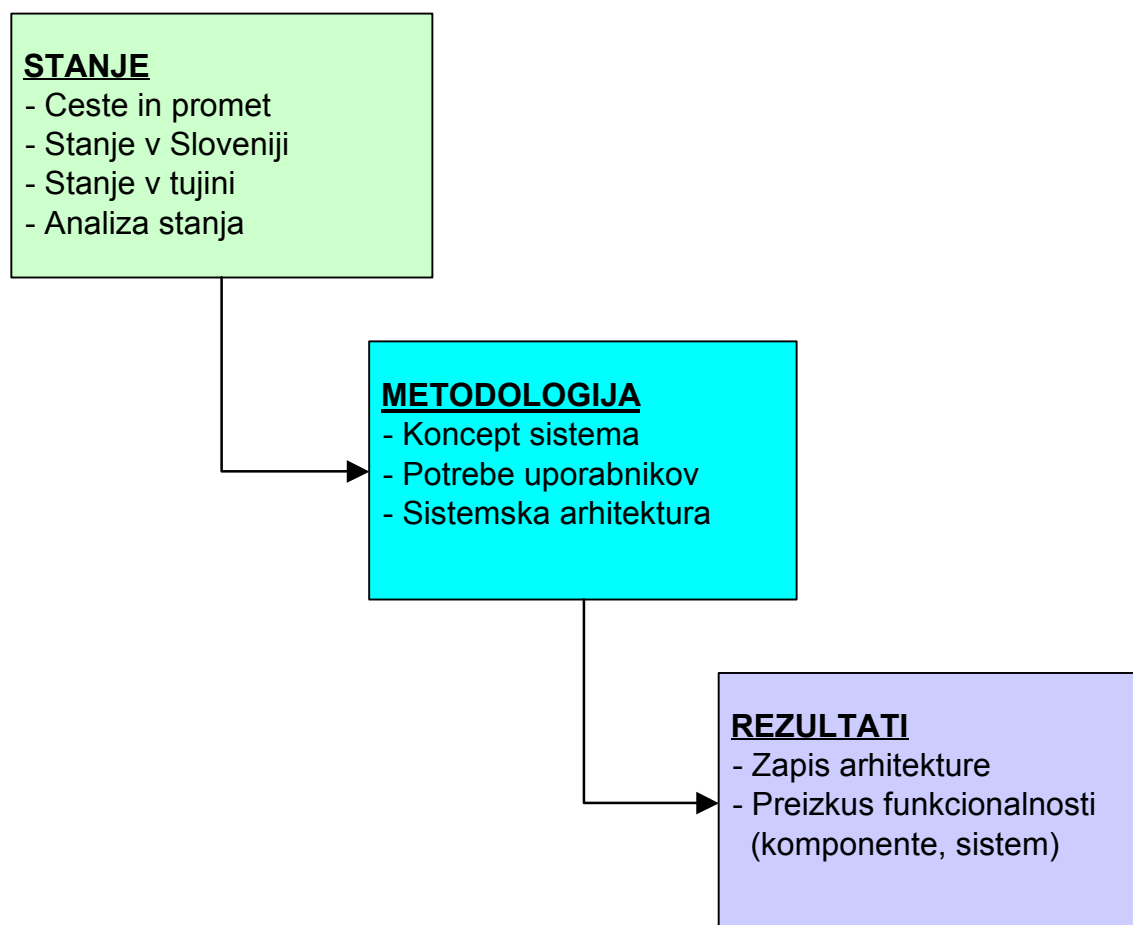 STANJE
- Ceste in promet
- Stanje v Sloveniji
- Stanje v tujini
- Analiza stanja
METODOLOGIJA
- Koncept sistema
- Potrebe uporabnikov
- Sistemska arhitektura
REZULTATI
- Zapis arhitekture
- Preizkus funkcionalnosti
(komponente, sistem)